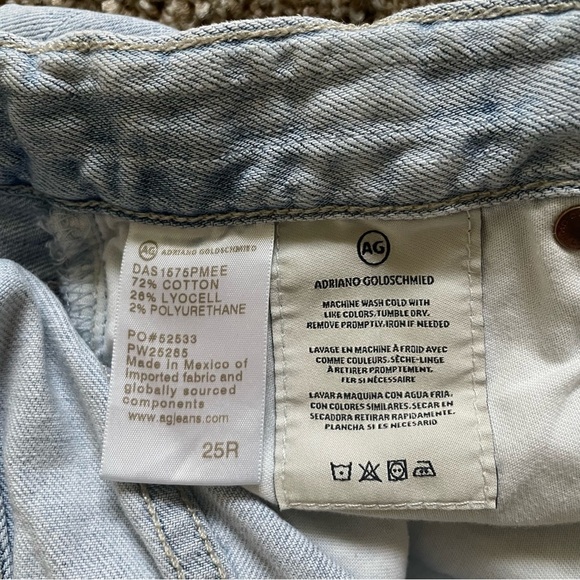 AG ADRIANO GOLDSCHMIED
DAS1575PMEE
72% COTTON
26% LYOCELL
2% POLYURETHANE
PO#52533
PW25285
Made in Mexico of
imported fabric and
globally sourced
components
www.agjeans.com
25R
AG
ADRIANO GOLDSCHMIED
MACHINE WASH COLD WITH
LIKE COLORS, TUMBLE DRY.
REMOVE PROMPTLY, IRON IF NEEDED
LAVAGE EN MACHINE À FROID AVEC
COMME COULEURS, SÈCHE-LINGE
À RETIRER PROMPTEMENT,
FER SI NÉCESSAIRE
LAVAR A MAQUINA CON AGUA FRIA,
CON COLORES SIMILARES, SECAR EN
SECADORA RETIRAR RAPIDAMENTE.
PLANCHA SI ES NECESARIO